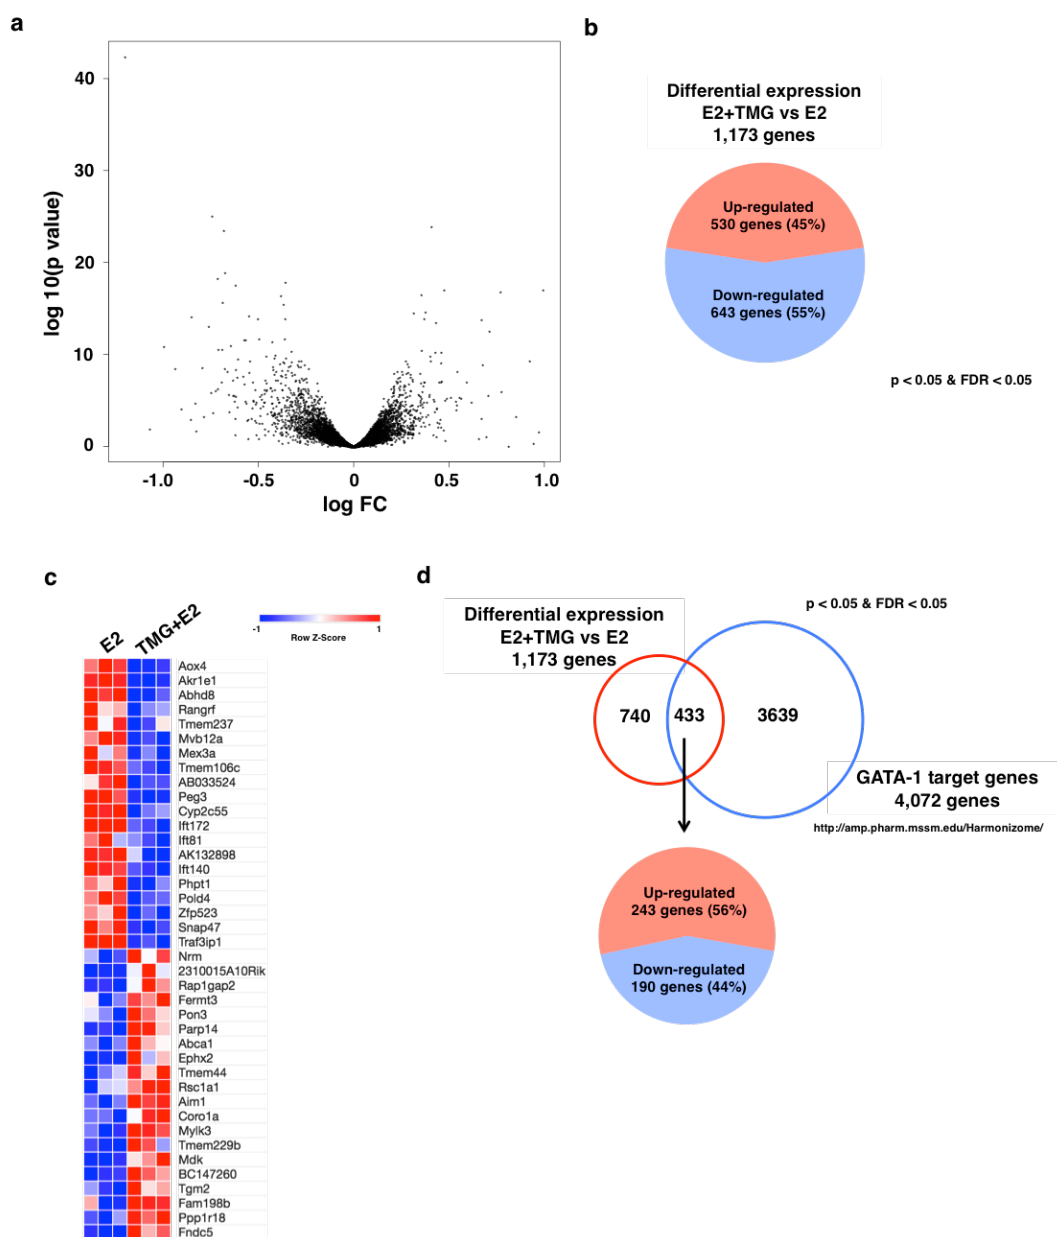 a
40
30
20
10
0
log 10(p value)
-1.0 -0.5 0 0.5 1.0
log FC
b
Differential expression
E2+TMG vs E2
1,173 genes
Up-regulated
530 genes (45%)
Down-regulated
643 genes (55%)
p < 0.05 & FDR < 0.05
c
E2 TMG+E2
-1 1
Row Z-Score
Aox4
Akr1e1
Abhd8
Rangrf
Tmem237
Mvb12a
Mex3a
Tmem106c
AB033524
Peg3
Cyp2c55
Ift172
Ift81
AK132898
Ift140
Phpt1
Pold4
Zfp523
Snap47
Traf3ip1
Nrm
2310015A10Rik
Rap1gap2
Fermt3
Pon3
Parp14
Abca1
Ephx2
Tmem44
Rsc1a1
Aim1
Coro1a
Mylk3
Tmem229b
Mdk
BC147260
Tgm2
Fam198b
Ppp1r18
Fndc5
d
p < 0.05 & FDR < 0.05
Differential expression
E2+TMG vs E2
1,173 genes
740 433 3639
GATA-1 target genes
4,072 genes
http://amp.pharm.mssm.edu/Harmonizome/
Up-regulated
243 genes (56%)
Down-regulated
190 genes (44%)